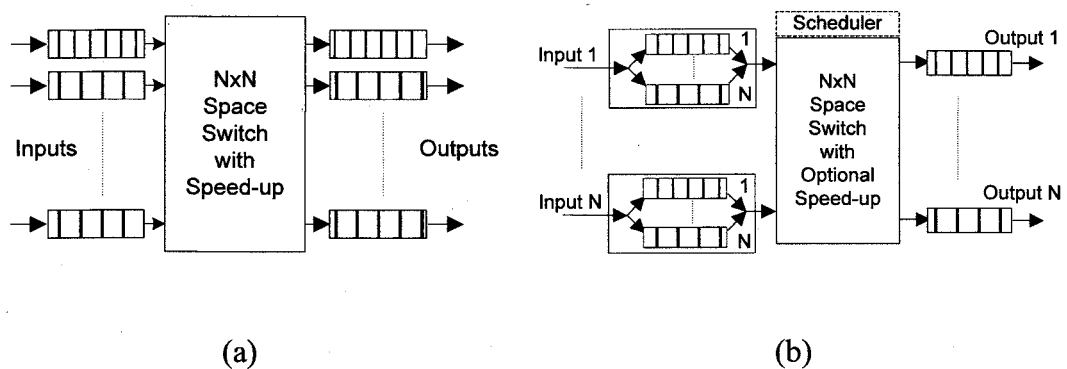 Inputs
NxN
Space
Switch
with
Speed-up
Outputs
(a)
Scheduler
Input 1
1
N
Input N
1
N
NxN
Space
Switch
with
Optional
Speed-up
Output 1
Output N
(b)